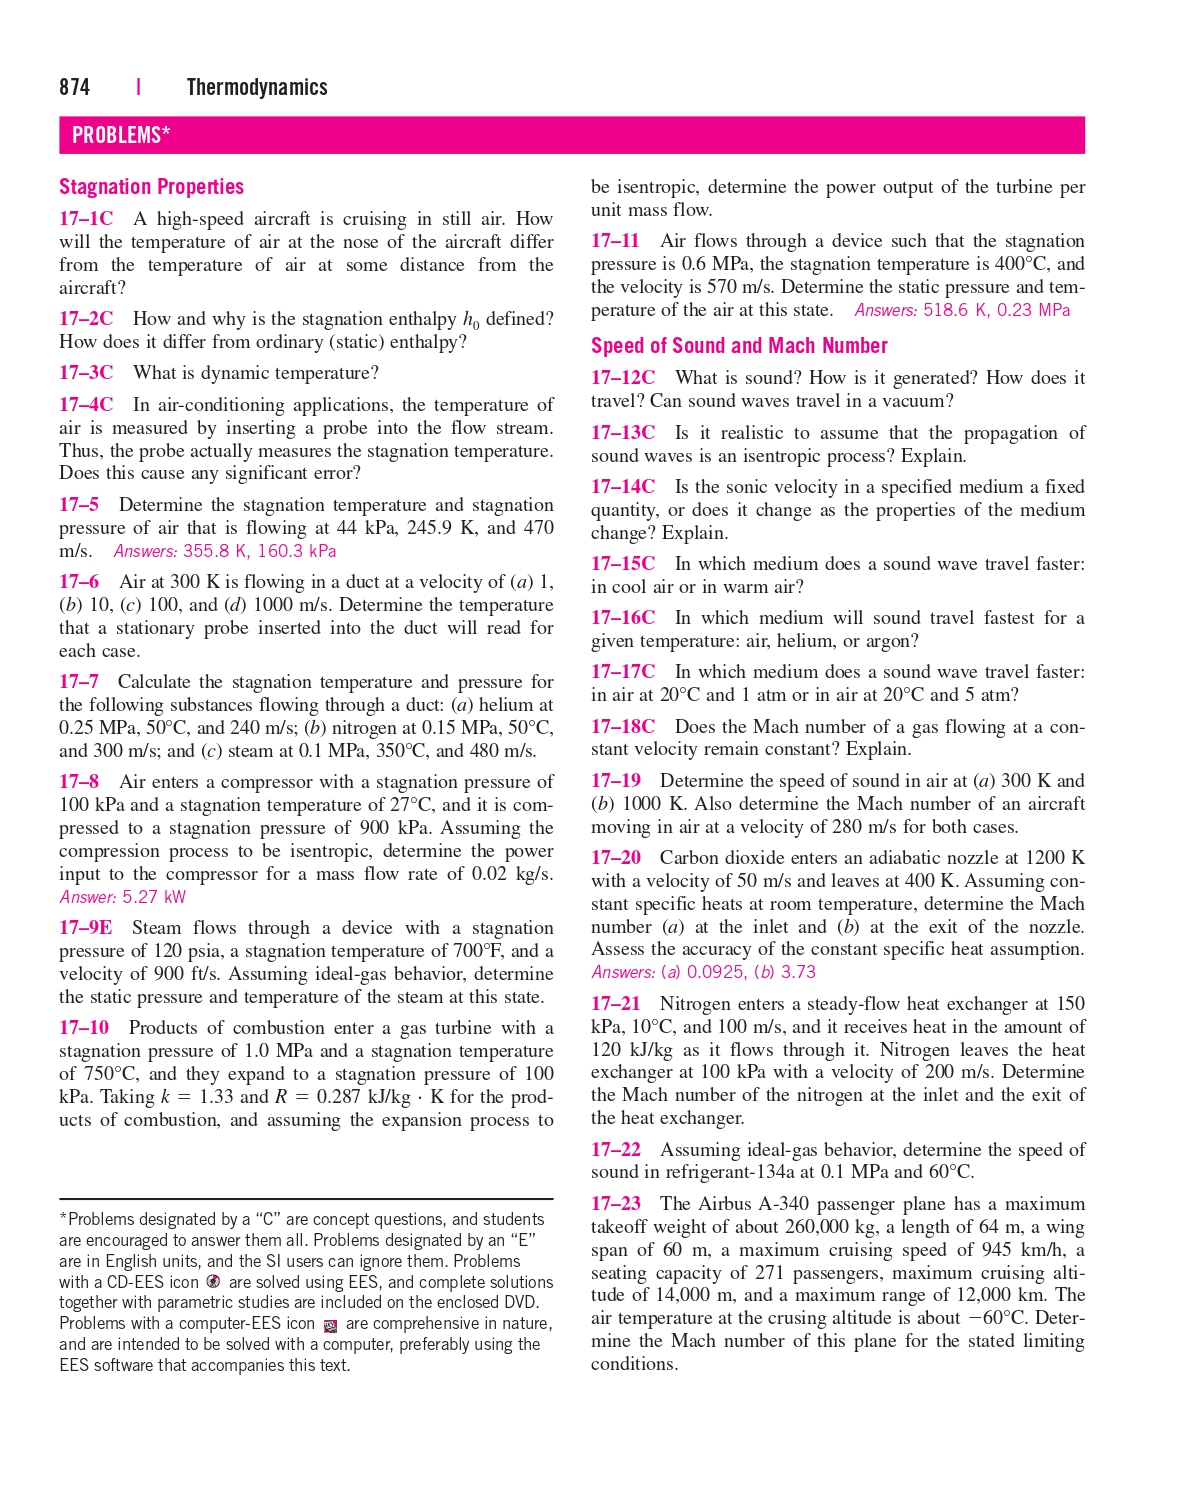 874 | Thermodynamics
PROBLEMS*
Stagnation Properties
17–1C A high-speed aircraft is cruising in still air. How
will the temperature of air at the nose of the aircraft differ
from the temperature of air at some distance from the
aircraft?
17–2C How and why is the stagnation enthalpy h₀ defined?
How does it differ from ordinary (static) enthalpy?
17–3C What is dynamic temperature?
17–4C In air-conditioning applications, the temperature of
air is measured by inserting a probe into the flow stream.
Thus, the probe actually measures the stagnation temperature.
Does this cause any significant error?
17–5 Determine the stagnation temperature and stagnation
pressure of air that is flowing at 44 kPa, 245.9 K, and 470
m/s. Answers: 355.8 K, 160.3 kPa
17–6 Air at 300 K is flowing in a duct at a velocity of (a) 1,
(b) 10, (c) 100, and (d) 1000 m/s. Determine the temperature
that a stationary probe inserted into the duct will read for
each case.
17–7 Calculate the stagnation temperature and pressure for
the following substances flowing through a duct: (a) helium at
0.25 MPa, 50°C, and 240 m/s; (b) nitrogen at 0.15 MPa, 50°C,
and 300 m/s; and (c) steam at 0.1 MPa, 350°C, and 480 m/s.
17–8 Air enters a compressor with a stagnation pressure of
100 kPa and a stagnation temperature of 27°C, and it is com-
pressed to a stagnation pressure of 900 kPa. Assuming the
compression process to be isentropic, determine the power
input to the compressor for a mass flow rate of 0.02 kg/s.
Answer: 5.27 kW
17–9E Steam flows through a device with a stagnation
pressure of 120 psia, a stagnation temperature of 700°F, and a
velocity of 900 ft/s. Assuming ideal-gas behavior, determine
the static pressure and temperature of the steam at this state.
17–10 Products of combustion enter a gas turbine with a
stagnation pressure of 1.0 MPa and a stagnation temperature
of 750°C, and they expand to a stagnation pressure of 100
kPa. Taking k = 1.33 and R = 0.287 kJ/kg · K for the prod-
ucts of combustion, and assuming the expansion process to
*Problems designated by a “C” are concept questions, and students
are encouraged to answer them all. Problems designated by an “E”
are in English units, and the SI users can ignore them. Problems
with a CD-EES icon are solved using EES, and complete solutions
together with parametric studies are included on the enclosed DVD.
Problems with a computer-EES icon are comprehensive in nature,
and are intended to be solved with a computer, preferably using the
EES software that accompanies this text.
be isentropic, determine the power output of the turbine per
unit mass flow.
17–11 Air flows through a device such that the stagnation
pressure is 0.6 MPa, the stagnation temperature is 400°C, and
the velocity is 570 m/s. Determine the static pressure and tem-
perature of the air at this state. Answers: 518.6 K, 0.23 MPa
Speed of Sound and Mach Number
17–12C What is sound? How is it generated? How does it
travel? Can sound waves travel in a vacuum?
17–13C Is it realistic to assume that the propagation of
sound waves is an isentropic process? Explain.
17–14C Is the sonic velocity in a specified medium a fixed
quantity, or does it change as the properties of the medium
change? Explain.
17–15C In which medium does a sound wave travel faster:
in cool air or in warm air?
17–16C In which medium will sound travel fastest for a
given temperature: air, helium, or argon?
17–17C In which medium does a sound wave travel faster:
in air at 20°C and 1 atm or in air at 20°C and 5 atm?
17–18C Does the Mach number of a gas flowing at a con-
stant velocity remain constant? Explain.
17–19 Determine the speed of sound in air at (a) 300 K and
(b) 1000 K. Also determine the Mach number of an aircraft
moving in air at a velocity of 280 m/s for both cases.
17–20 Carbon dioxide enters an adiabatic nozzle at 1200 K
with a velocity of 50 m/s and leaves at 400 K. Assuming con-
stant specific heats at room temperature, determine the Mach
number (a) at the inlet and (b) at the exit of the nozzle.
Assess the accuracy of the constant specific heat assumption.
Answers: (a) 0.0925, (b) 3.73
17–21 Nitrogen enters a steady-flow heat exchanger at 150
kPa, 10°C, and 100 m/s, and it receives heat in the amount of
120 kJ/kg as it flows through it. Nitrogen leaves the heat
exchanger at 100 kPa with a velocity of 200 m/s. Determine
the Mach number of the nitrogen at the inlet and the exit of
the heat exchanger.
17–22 Assuming ideal-gas behavior, determine the speed of
sound in refrigerant-134a at 0.1 MPa and 60°C.
17–23 The Airbus A-340 passenger plane has a maximum
takeoff weight of about 260,000 kg, a length of 64 m, a wing
span of 60 m, a maximum cruising speed of 945 km/h, a
seating capacity of 271 passengers, maximum cruising alti-
tude of 14,000 m, and a maximum range of 12,000 km. The
air temperature at the crusing altitude is about −60°C. Deter-
mine the Mach number of this plane for the stated limiting
conditions.